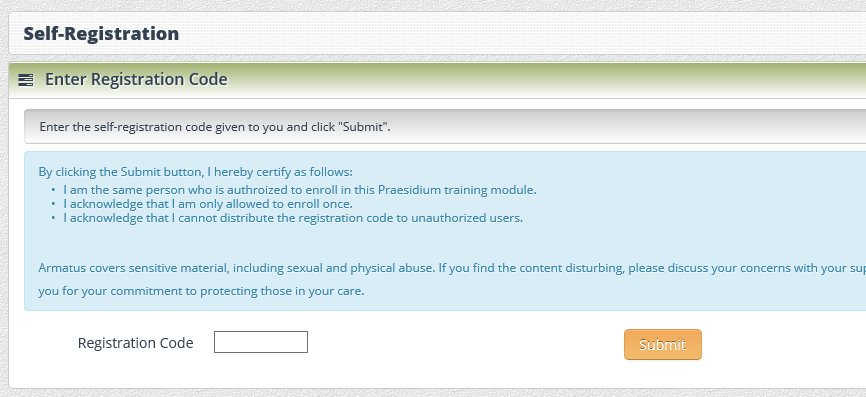 Self-Registration
Enter Registration Code
Enter the self-registration code given to you and click "Submit".
By clicking the Submit button, I hereby certify as follows:
• I am the same person who is authroized to enroll in this Praesidium training module.
• I acknowledge that I am only allowed to enroll once.
• I acknowledge that I cannot distribute the registration code to unauthorized users.
Armatus covers sensitive material, including sexual and physical abuse. If you find the content disturbing, please discuss your concerns with your
you for your commitment to protecting those in your care.
Registration Code
Submit